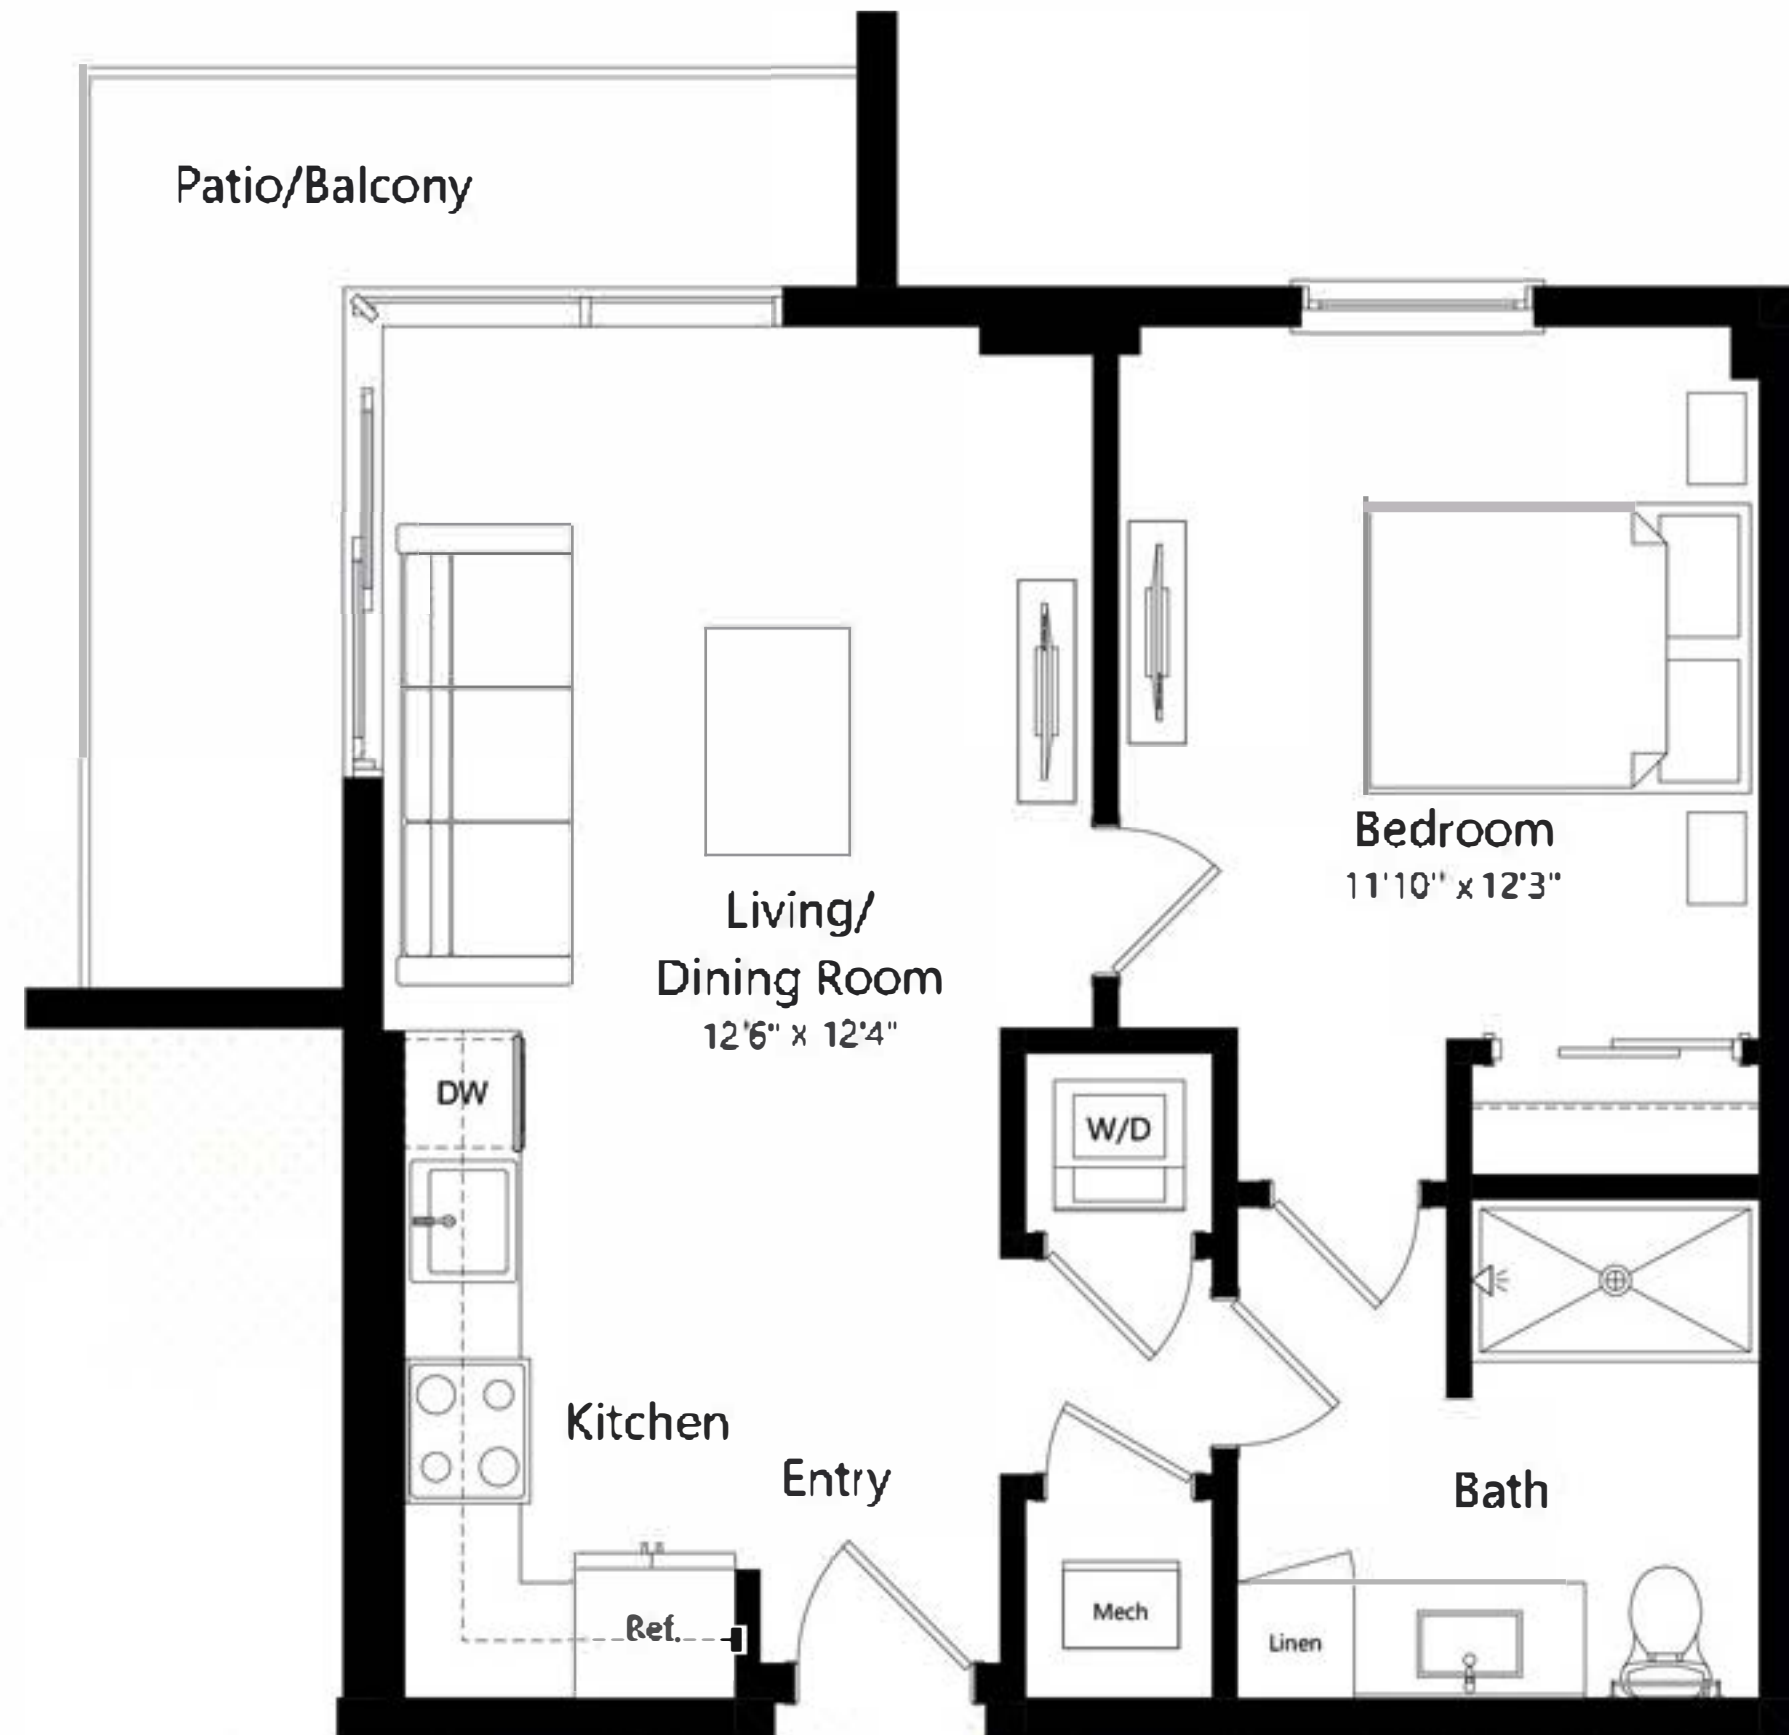 Patio/Balcony
Bedroom
11'10" x 12'3"
Living/
Dining Room
12'6" x 12'4"
DW
W/D
Kitchen
Entry
Bath
Mech
Ref.
Linen